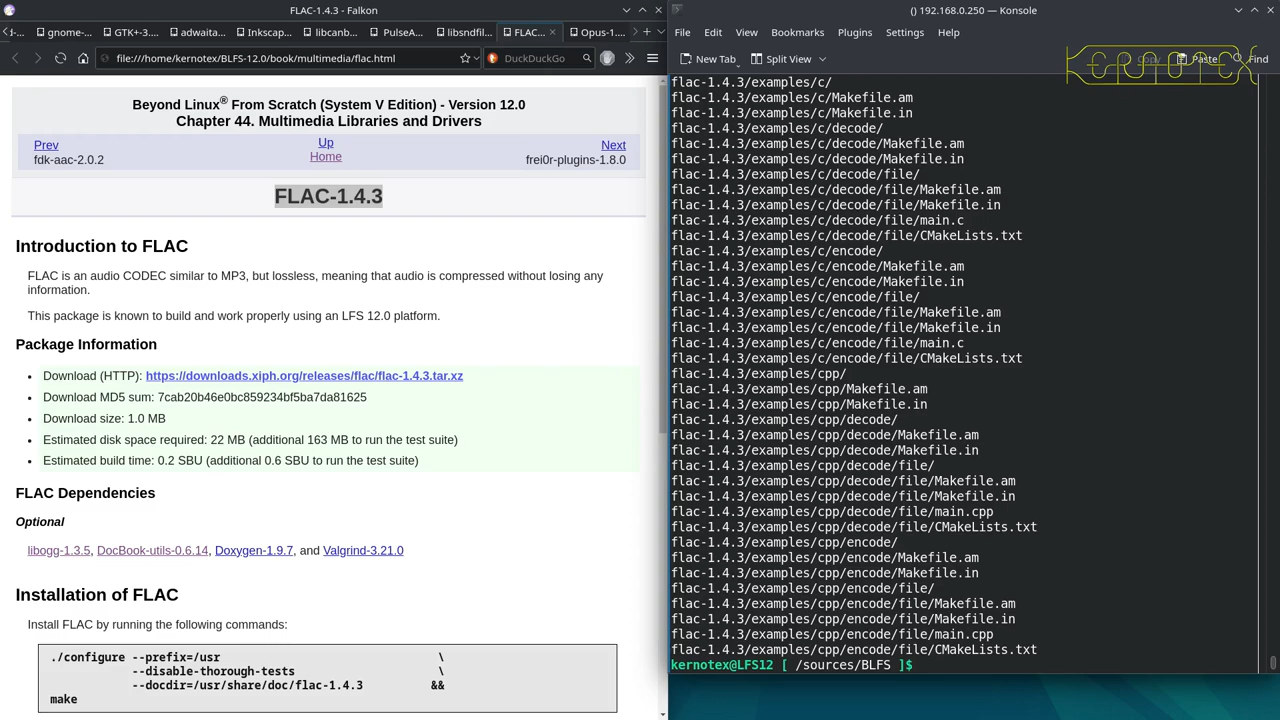 FLAC-1.4.3 - Falkon
d-...
gnome-...
GTK+-3....
adwaita...
Inkscap...
libcanb...
PulseA...
libsndfil...
FLAC...
Opus-1....
file:///home/kernotex/BLFS-12.0/book/multimedia/flac.html
DuckDuckGo
Beyond Linux® From Scratch (System V Edition) - Version 12.0
Chapter 44. Multimedia Libraries and Drivers
Prev
Up
Next
fdk-aac-2.0.2
Home
frei0r-plugins-1.8.0
FLAC-1.4.3
Introduction to FLAC
FLAC is an audio CODEC similar to MP3, but lossless, meaning that audio is compressed without losing any
information.
This package is known to build and work properly using an LFS 12.0 platform.
Package Information
• Download (HTTP): https://downloads.xiph.org/releases/flac/flac-1.4.3.tar.xz
• Download MD5 sum: 7cab20b46e0bc859234bf5ba7da81625
• Download size: 1.0 MB
• Estimated disk space required: 22 MB (additional 163 MB to run the test suite)
• Estimated build time: 0.2 SBU (additional 0.6 SBU to run the test suite)
FLAC Dependencies
Optional
libogg-1.3.5, DocBook-utils-0.6.14, Doxygen-1.9.7, and Valgrind-3.21.0
Installation of FLAC
Install FLAC by running the following commands:
./configure --prefix=/usr \
--disable-thorough-tests \
--docdir=/usr/share/doc/flac-1.4.3 &&
make
() 192.168.0.250 — Konsole
File Edit View Bookmarks Plugins Settings Help
New Tab Split View Copy Paste Find
KERNOTEX
flac-1.4.3/examples/c/
flac-1.4.3/examples/c/Makefile.am
flac-1.4.3/examples/c/Makefile.in
flac-1.4.3/examples/c/decode/
flac-1.4.3/examples/c/decode/Makefile.am
flac-1.4.3/examples/c/decode/Makefile.in
flac-1.4.3/examples/c/decode/file/
flac-1.4.3/examples/c/decode/file/Makefile.am
flac-1.4.3/examples/c/decode/file/Makefile.in
flac-1.4.3/examples/c/decode/file/main.c
flac-1.4.3/examples/c/decode/file/CMakeLists.txt
flac-1.4.3/examples/c/encode/
flac-1.4.3/examples/c/encode/Makefile.am
flac-1.4.3/examples/c/encode/Makefile.in
flac-1.4.3/examples/c/encode/file/
flac-1.4.3/examples/c/encode/file/Makefile.am
flac-1.4.3/examples/c/encode/file/Makefile.in
flac-1.4.3/examples/c/encode/file/main.c
flac-1.4.3/examples/c/encode/file/CMakeLists.txt
flac-1.4.3/examples/cpp/
flac-1.4.3/examples/cpp/Makefile.am
flac-1.4.3/examples/cpp/Makefile.in
flac-1.4.3/examples/cpp/decode/
flac-1.4.3/examples/cpp/decode/Makefile.am
flac-1.4.3/examples/cpp/decode/Makefile.in
flac-1.4.3/examples/cpp/decode/file/
flac-1.4.3/examples/cpp/decode/file/Makefile.am
flac-1.4.3/examples/cpp/decode/file/Makefile.in
flac-1.4.3/examples/cpp/decode/file/main.cpp
flac-1.4.3/examples/cpp/decode/file/CMakeLists.txt
flac-1.4.3/examples/cpp/encode/
flac-1.4.3/examples/cpp/encode/Makefile.am
flac-1.4.3/examples/cpp/encode/Makefile.in
flac-1.4.3/examples/cpp/encode/file/
flac-1.4.3/examples/cpp/encode/file/Makefile.am
flac-1.4.3/examples/cpp/encode/file/Makefile.in
flac-1.4.3/examples/cpp/encode/file/main.cpp
flac-1.4.3/examples/cpp/encode/file/CMakeLists.txt
kernotex@LFS12 [ /sources/BLFS ]$